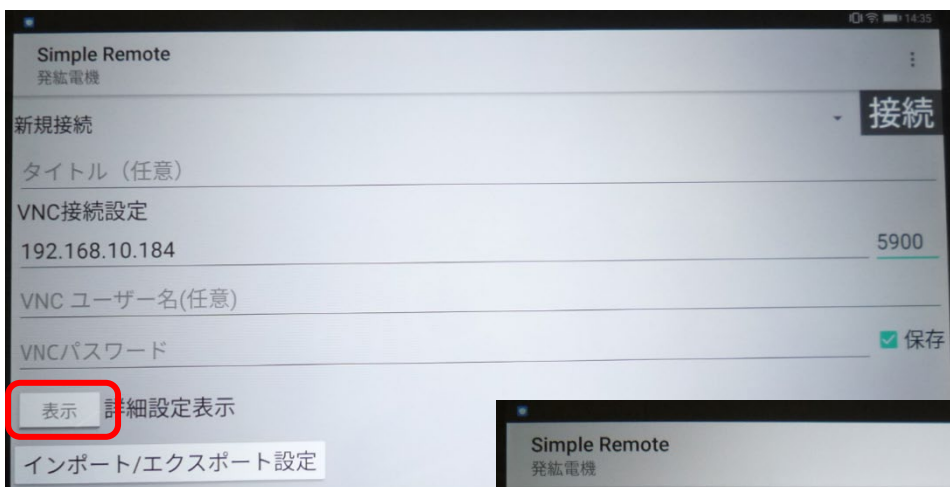 14:35
Simple Remote
発紘電機
新規接続
接続
タイトル（任意）
VNC接続設定
192.168.10.184
5900
VNC ユーザー名(任意)
VNCパスワード
保存
表示 詳細設定表示
インポート/エクスポート設定
Simple Remote
発紘電機